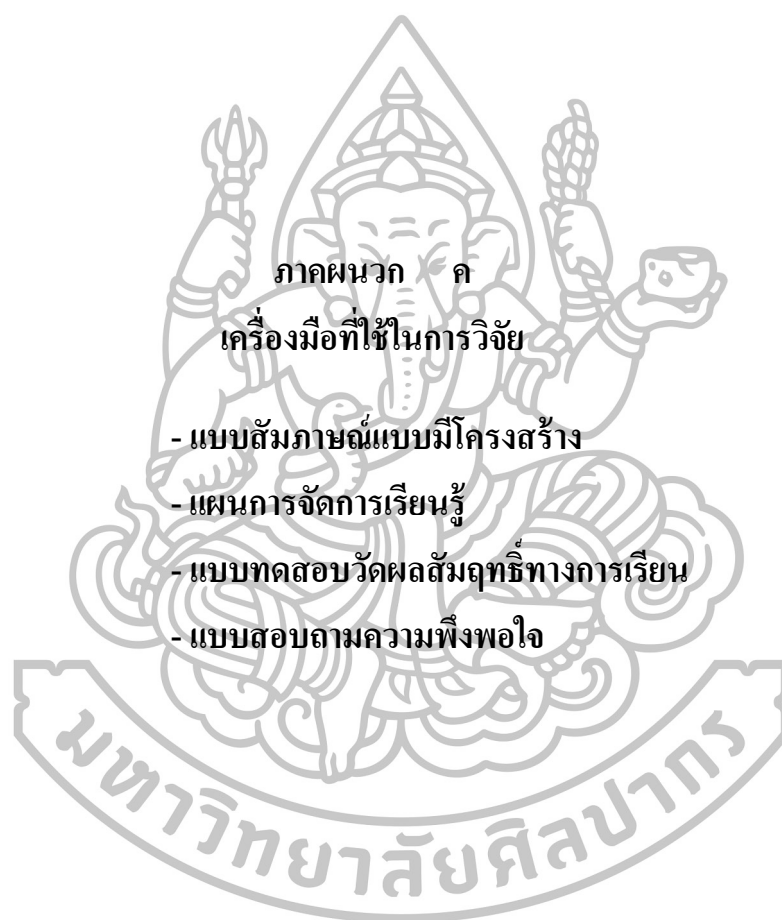 ภาคผนวก ค
เครื่องมือที่ใช้ในการวิจัย
- แบบสัมภาษณ์แบบมีโครงสร้าง
- แผนการจัดการเรียนรู้
- แบบทดสอบวัดผลสัมฤทธิ์ทางการเรียน
- แบบสอบถามความพึงพอใจ
มหาวิทยาลัยศิลปากร